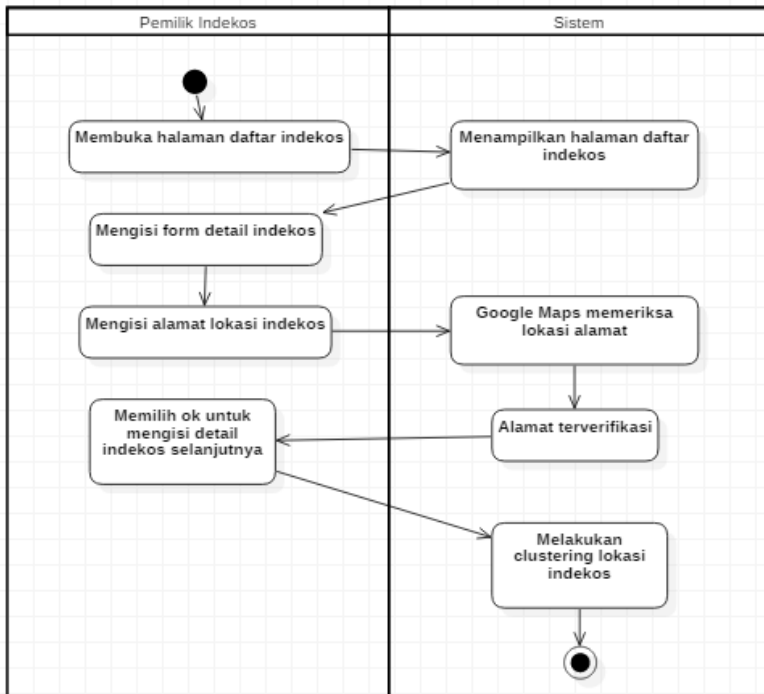 Pemilik Indekos
Sistem
Membuka halaman daftar indekos
Menampilkan halaman daftar
indekos
Mengisi form detail indekos
Mengisi alamat lokasi indekos
Google Maps memeriksa
lokasi alamat
Memilih ok untuk
mengisi detail
indekos selanjutnya
Alamat terverifikasi
Melakukan
clustering lokasi
indekos